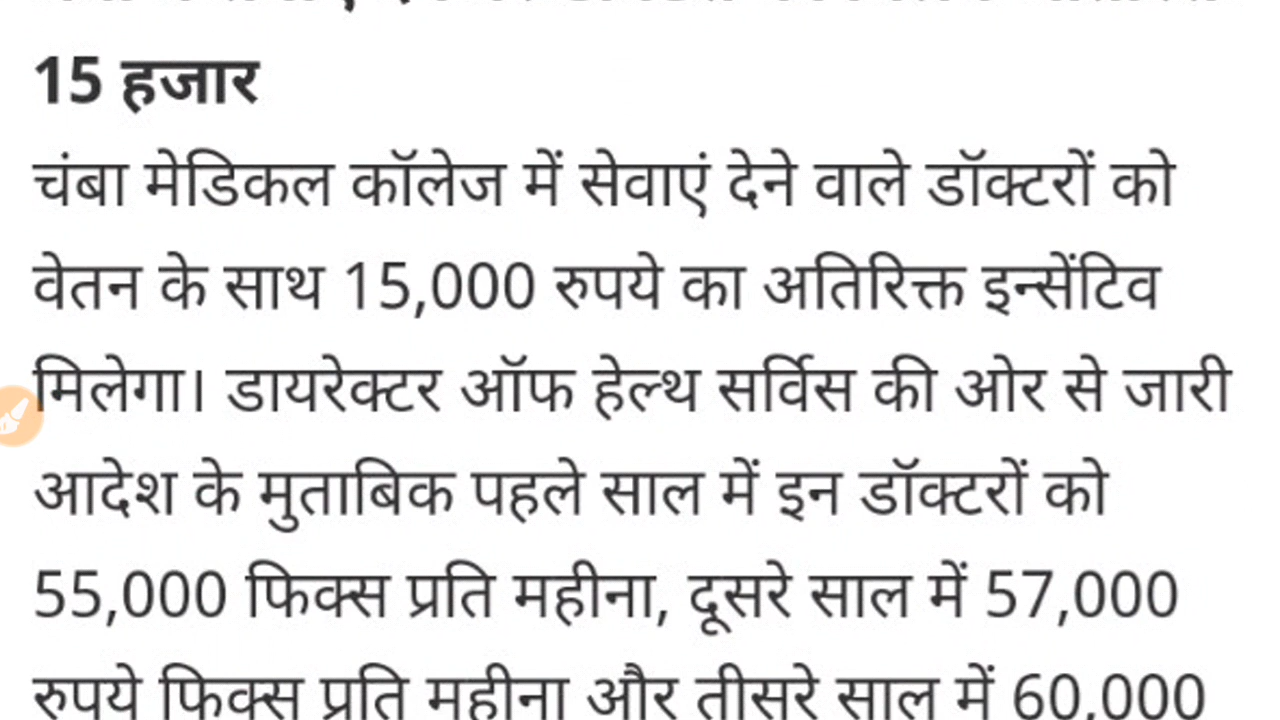 15 हजार
चंबा मेडिकल कॉलेज में सेवाएं देने वाले डॉक्टरों को
वेतन के साथ 15,000 रुपये का अतिरिक्त इन्सेंटिव
मिलेगा। डायरेक्टर ऑफ हेल्थ सर्विस की ओर से जारी
आदेश के मुताबिक पहले साल में इन डॉक्टरों को
55,000 फिक्स प्रति महीना, दूसरे साल में 57,000
रुपये फिक्स प्रति महीना और तीसरे साल में 60,000